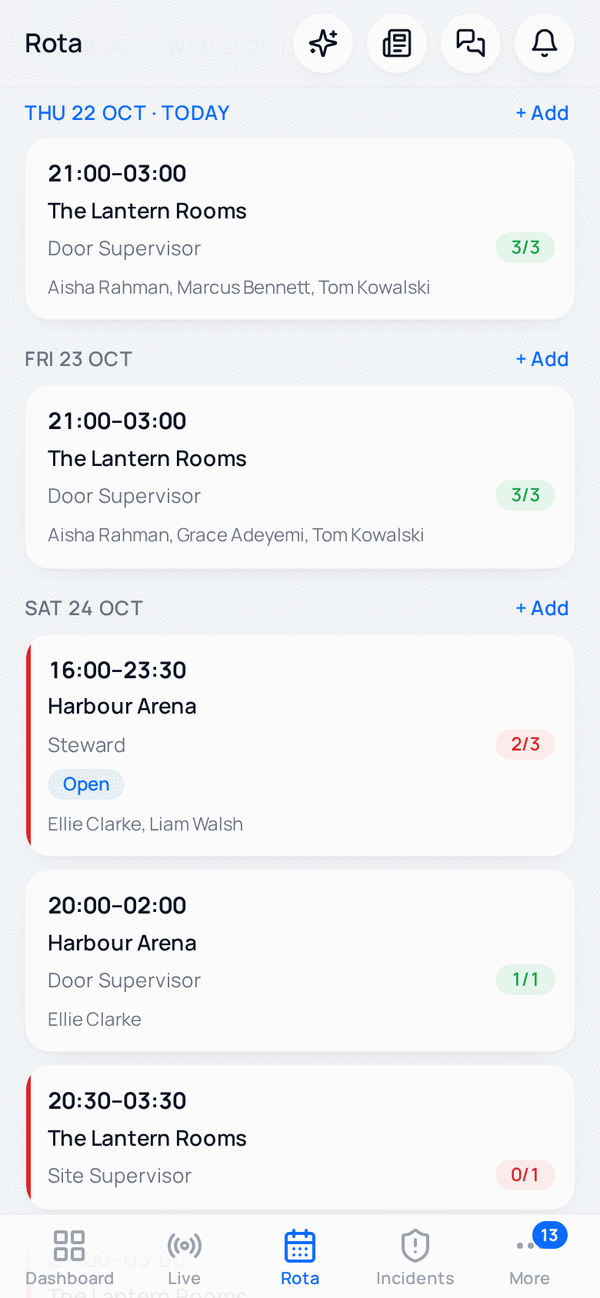 Rota
THU 22 OCT · TODAY
+ Add
21:00–03:00
The Lantern Rooms
Door Supervisor
3/3
Aisha Rahman, Marcus Bennett, Tom Kowalski
FRI 23 OCT
+ Add
21:00–03:00
The Lantern Rooms
Door Supervisor
3/3
Aisha Rahman, Grace Adeyemi, Tom Kowalski
SAT 24 OCT
+ Add
16:00–23:30
Harbour Arena
Steward
2/3
Open
Ellie Clarke, Liam Walsh
20:00–02:00
Harbour Arena
Door Supervisor
1/1
Ellie Clarke
20:30–03:30
The Lantern Rooms
Site Supervisor
0/1
13
Dashboard
Live
Rota
Incidents
More